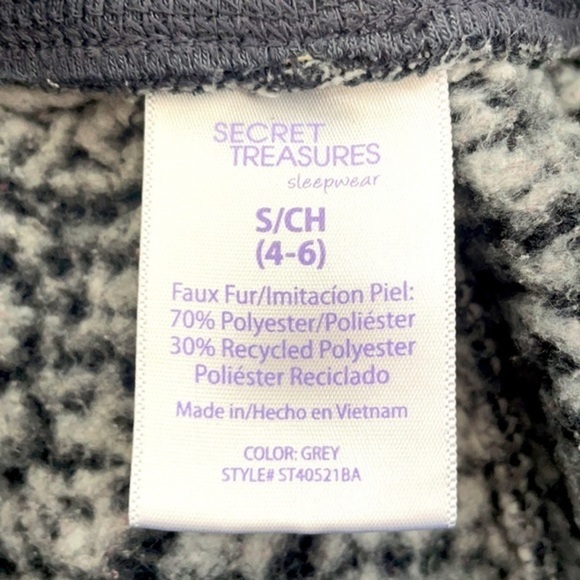 SECRET
TREASURES
sleepwear
S/CH
(4-6)
Faux Fur/Imitacíon Piel:
70% Polyester/Poliéster
30% Recycled Polyester
Poliéster Reciclado
Made in/Hecho en Vietnam
COLOR: GREY
STYLE# ST40521BA